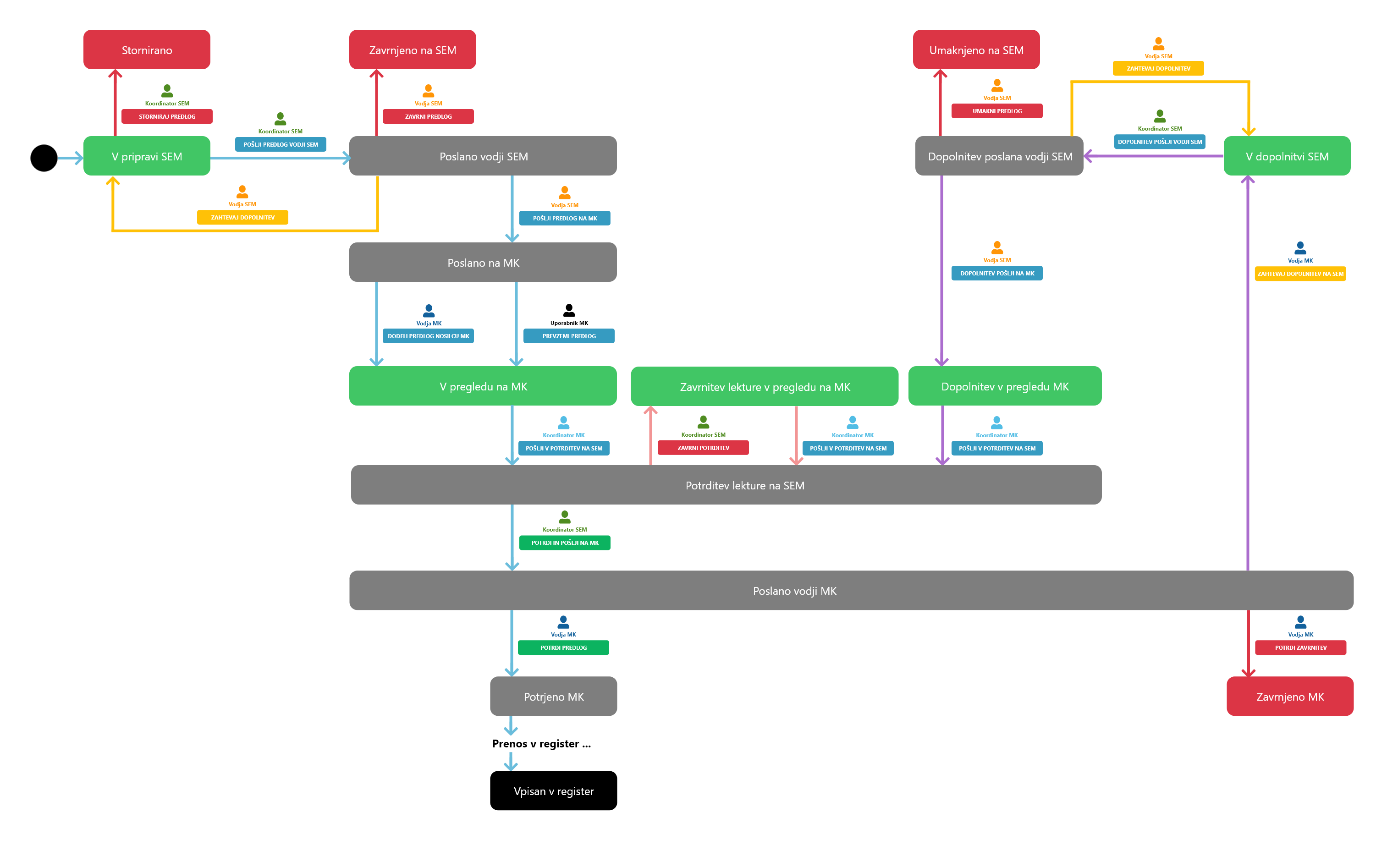 Stornirano
Zavrnjeno na SEM
Umaknjeno na SEM
Vodja SEM
ZAHTEVAJ DOPOLNITEV
Koordinator SEM
STORNIRAJ PREDLOG
Vodja SEM
ZAVRNI PREDLOG
Vodja SEM
UMAKNI PREDLOG
Koordinator SEM
POŠLJI PREDLOG VODJI SEM
Koordinator SEM
DOPOLNITEV POŠLJI VODJI SEM
V pripravi SEM
Poslano vodji SEM
Dopolnitev poslana vodji SEM
V dopolnitvi SEM
Vodja SEM
ZAHTEVAJ DOPOLNITEV
Vodja SEM
POŠLJI PREDLOG NA MK
Poslano na MK
Vodja SEM
DOPOLNITEV POŠLJI NA MK
Vodja MK
ZAHTEVAJ DOPOLNITEV NA SEM
Vodja MK
DODELI PREDLOG NOSILCU MK
Uporabnik MK
PREVZEMI PREDLOG
V pregledu na MK
Zavrnitev lekture v pregledu na MK
Dopolnitev v pregledu MK
Koordinator MK
POŠLJI V POTRDITEV NA SEM
Koordinator SEM
ZAVRNI POTRDITEV
Koordinator MK
POŠLJI V POTRDITEV NA SEM
Koordinator MK
POŠLJI V POTRDITEV NA SEM
Potrditev lekture na SEM
Koordinator SEM
POTRDI IN POŠLJI NA MK
Poslano vodji MK
Vodja MK
POTRDI PREDLOG
Vodja MK
POTRDI ZAVRNITEV
Potrjeno MK
Zavrnjeno MK
Prenos v register ...
Vpisan v register